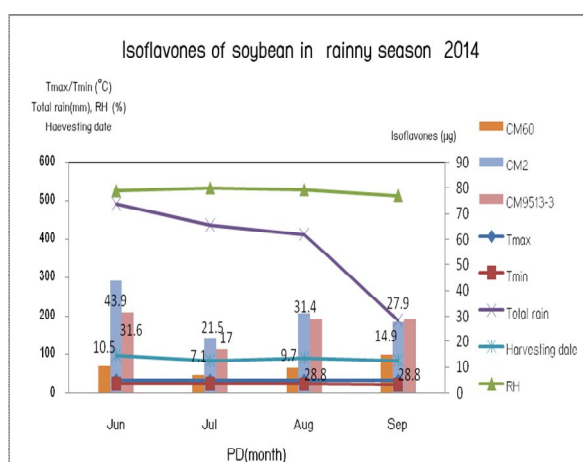 Isoflavones of soybean in rainny season 2014
Tmax/Tmin (°C)
Total rain(mm), RH (%)
Haevesting date
Isoflavones (µg)
600
500
400
300
200
100
0
90
80
70
60
50
40
30
20
10
0
10.5
43.9
31.6
7.1
21.5
17
9.7
31.4
28.8
14.9
27.9
28.8
Jun
Jul
Aug
Sep
PD(month)
CM60
CM2
CM9513-3
Tmax
Tmin
Total rain
Harvesting date
RH